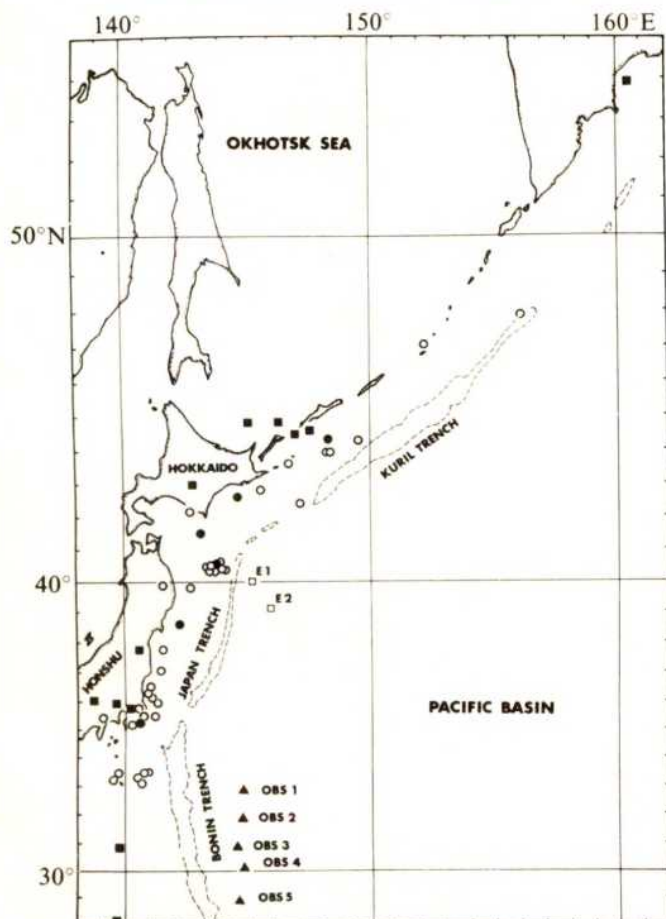 140° 150° 160°E
OKHOTSK SEA
50°N
KURIL TRENCH
HOKKAIDO
E1
40°
E2
JAPAN TRENCH
HONSHU
PACIFIC BASIN
BONIN TRENCH
OBS 1
OBS 2
OBS 3
OBS 4
30°
OBS 5